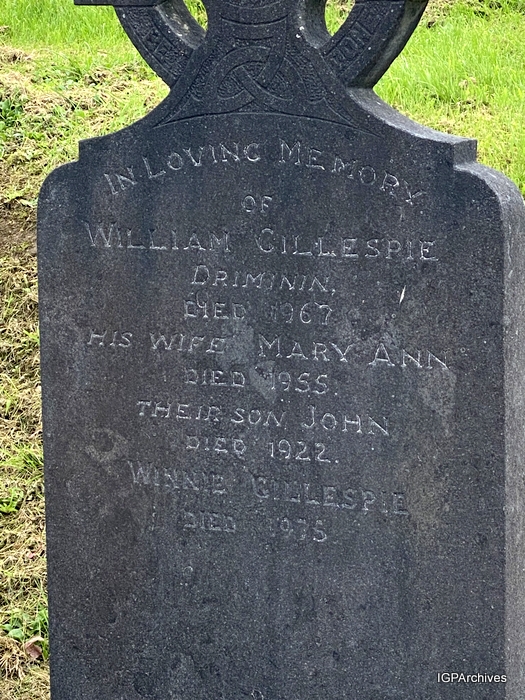 In Loving Memory
OF
William Gillespie
Driminin,
DIED 1967
HIS WIFE Mary Ann
DIED 1955.
THEIR SON John
DIED 1922.
Winnie Gillespie
DIED 1975
IGPArchives